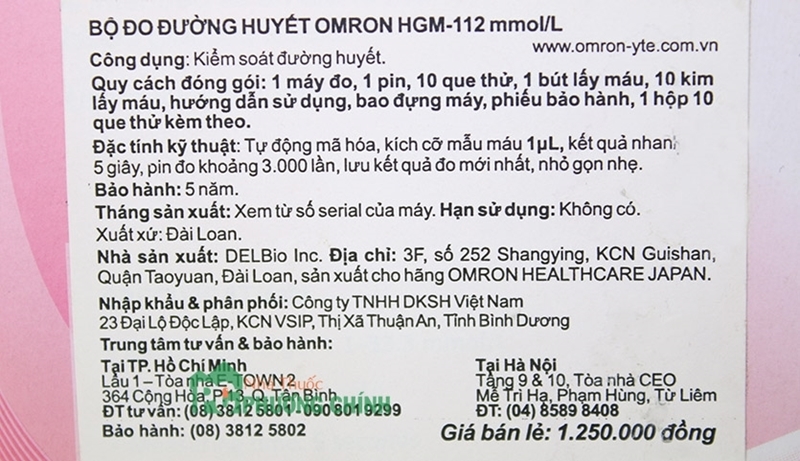 BỘ ĐO ĐƯỜNG HUYẾT OMRON HGM-112 mmol/L
www.omron-yte.com.vn
Công dụng: Kiểm soát đường huyết.
Quy cách đóng gói: 1 máy đo, 1 pin, 10 que thử, 1 bút lấy máu, 10 kim
lấy máu, hướng dẫn sử dụng, bao đựng máy, phiếu bảo hành, 1 hộp 10
que thử kèm theo.
Đặc tính kỹ thuật: Tự động mã hóa, kích cỡ mẫu máu 1µL, kết quả nhan
5 giây, pin đo khoảng 3.000 lần, lưu kết quả đo mới nhất, nhỏ gọn nhẹ.
Bảo hành: 5 năm.
Tháng sản xuất: Xem từ số serial của máy. Hạn sử dụng: Không có.
Xuất xứ: Đài Loan.
Nhà sản xuất: DELBio Inc. Địa chỉ: 3F, số 252 Shangying, KCN Guishan,
Quận Taoyuan, Đài Loan, sản xuất cho hãng OMRON HEALTHCARE JAPAN.
Nhập khẩu & phân phối: Công ty TNHH DKSH Việt Nam
23 Đại Lộ Độc Lập, KCN VSIP, Thị Xã Thuận An, Tỉnh Bình Dương
Trung tâm tư vấn & bảo hành:
Tại TP. Hồ Chí Minh
Lầu 1 – Tòa nhà E-TOWN 2
364 Cộng Hòa, P.13, Q. Tân Bình
ĐT tư vấn: (08) 3812 5801 - 090 801 9299
Bảo hành: (08) 3812 5802
Nhà Thuốc
PHƯƠNG CHÍNH
Tại Hà Nội
Tầng 9 & 10, Tòa nhà CEO
Mễ Trì Hạ, Phạm Hùng, Từ Liêm
ĐT: (04) 8589 8408
Giá bán lẻ: 1.250.000 đồng